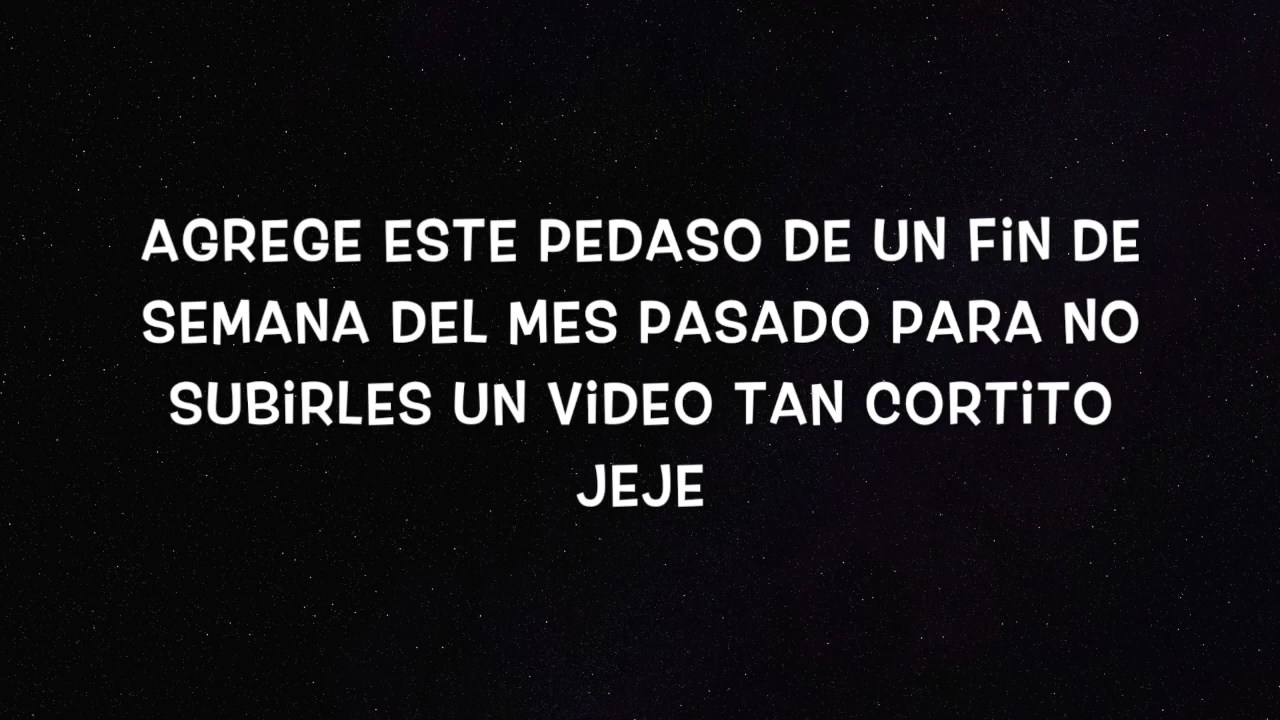 AGREGE ESTE PEDASO DE UN FiN DE
SEMANA DEL MES PASADO PARA NO
SUBiRLES UN ViDEO TAN CORTiTO
JEJE